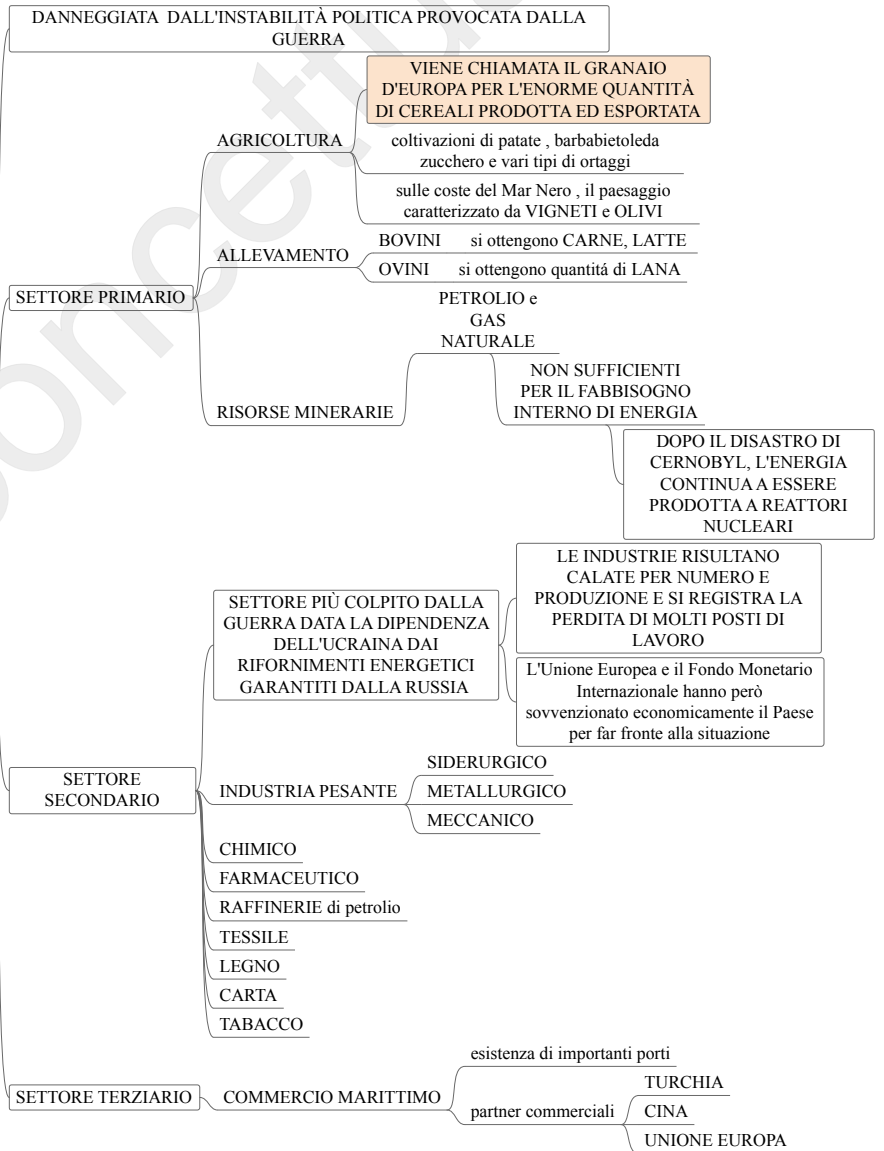 DANNEGGIATA DALL'INSTABILITÀ POLITICA PROVOCATA DALLA
GUERRA
SETTORE PRIMARIO
AGRICOLTURA
VIENE CHIAMATA IL GRANAIO
D'EUROPA PER L'ENORME QUANTITÀ
DI CEREALI PRODOTTA ED ESPORTATA
coltivazioni di patate , barbabietoleda
zucchero e vari tipi di ortaggi
sulle coste del Mar Nero , il paesaggio
caratterizzato da VIGNETI e OLIVI
ALLEVAMENTO
BOVINI
si ottengono CARNE, LATTE
OVINI
si ottengono quantitá di LANA
RISORSE MINERARIE
PETROLIO e
GAS
NATURALE
NON SUFFICIENTI
PER IL FABBISOGNO
INTERNO DI ENERGIA
DOPO IL DISASTRO DI
CERNOBYL, L'ENERGIA
CONTINUA A ESSERE
PRODOTTA A REATTORI
NUCLEARI
SETTORE
SECONDARIO
SETTORE PIÙ COLPITO DALLA
GUERRA DATA LA DIPENDENZA
DELL'UCRAINA DAI
RIFORNIMENTI ENERGETICI
GARANTITI DALLA RUSSIA
LE INDUSTRIE RISULTANO
CALATE PER NUMERO E
PRODUZIONE E SI REGISTRA LA
PERDITA DI MOLTI POSTI DI
LAVORO
L'Unione Europea e il Fondo Monetario
Internazionale hanno però
sovvenzionato economicamente il Paese
per far fronte alla situazione
INDUSTRIA PESANTE
SIDERURGICO
METALLURGICO
MECCANICO
CHIMICO
FARMACEUTICO
RAFFINERIE di petrolio
TESSILE
LEGNO
CARTA
TABACCO
SETTORE TERZIARIO
COMMERCIO MARITTIMO
esistenza di importanti porti
partner commerciali
TURCHIA
CINA
UNIONE EUROPA